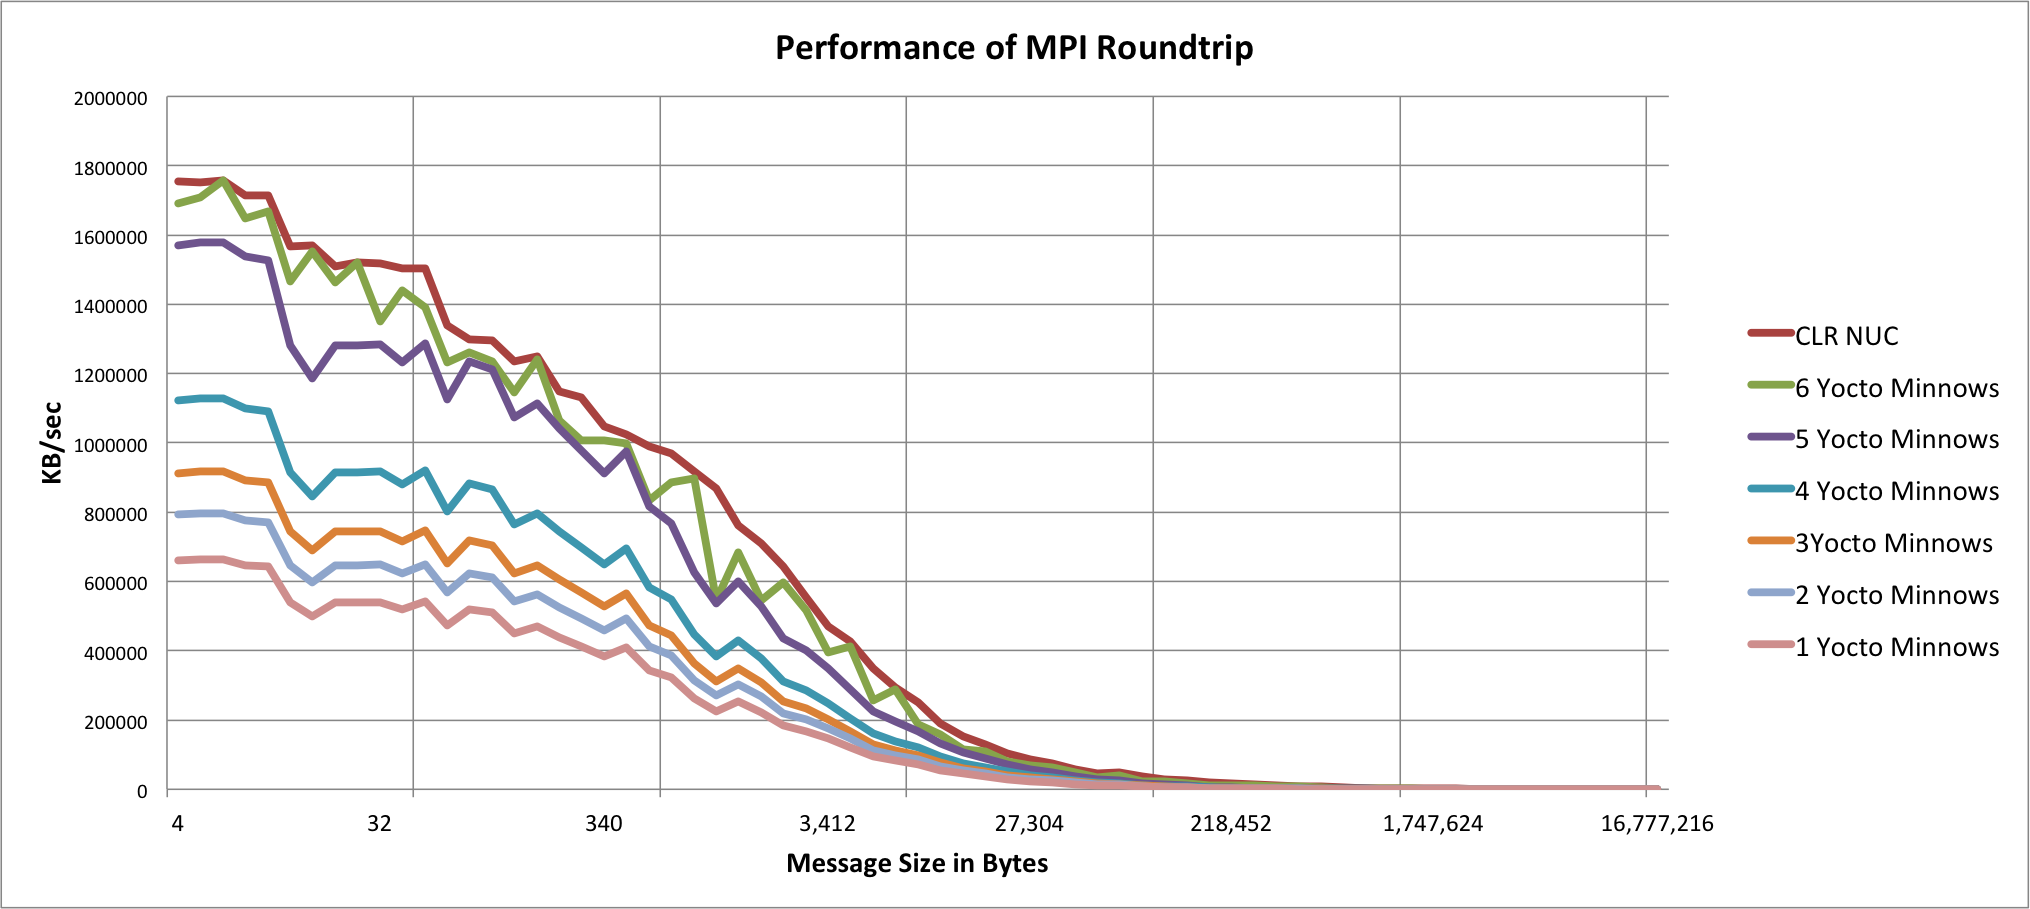 Performance of MPI Roundtrip
KB/sec
2000000
1800000
1600000
1400000
1200000
1000000
800000
600000
400000
200000
0
4 32 340 3,412 27,304 218,452 1,747,624 16,777,216
Message Size in Bytes
CLR NUC
6 Yocto Minnows
5 Yocto Minnows
4 Yocto Minnows
3Yocto Minnows
2 Yocto Minnows
1 Yocto Minnows